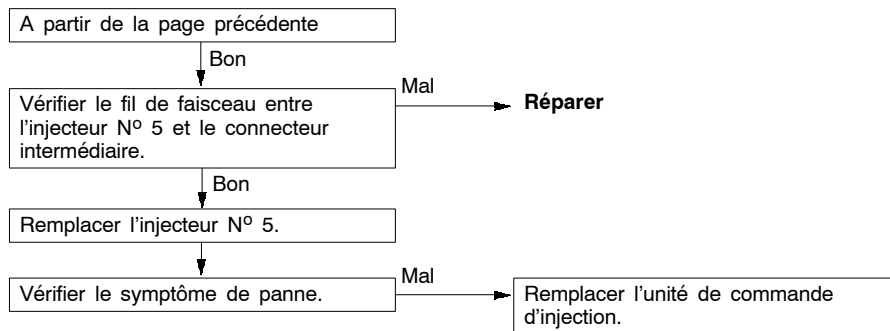 A partir de la page précédente
Bon
Vérifier le fil de faisceau entre
l'injecteur Nº 5 et le connecteur
intermédiaire.
Mal
Réparer
Bon
Remplacer l'injecteur Nº 5.
Vérifier le symptôme de panne.
Mal
Remplacer l'unité de commande
d'injection.